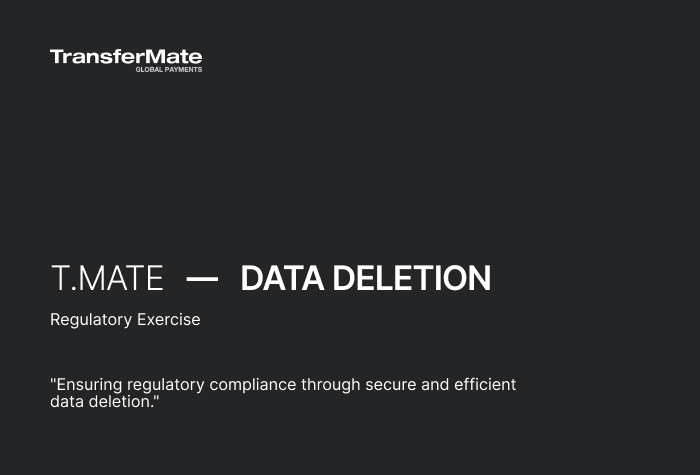 TransferMate
GLOBAL PAYMENTS
T.MATE — DATA DELETION
Regulatory Exercise
"Ensuring regulatory compliance through secure and efficient
data deletion."